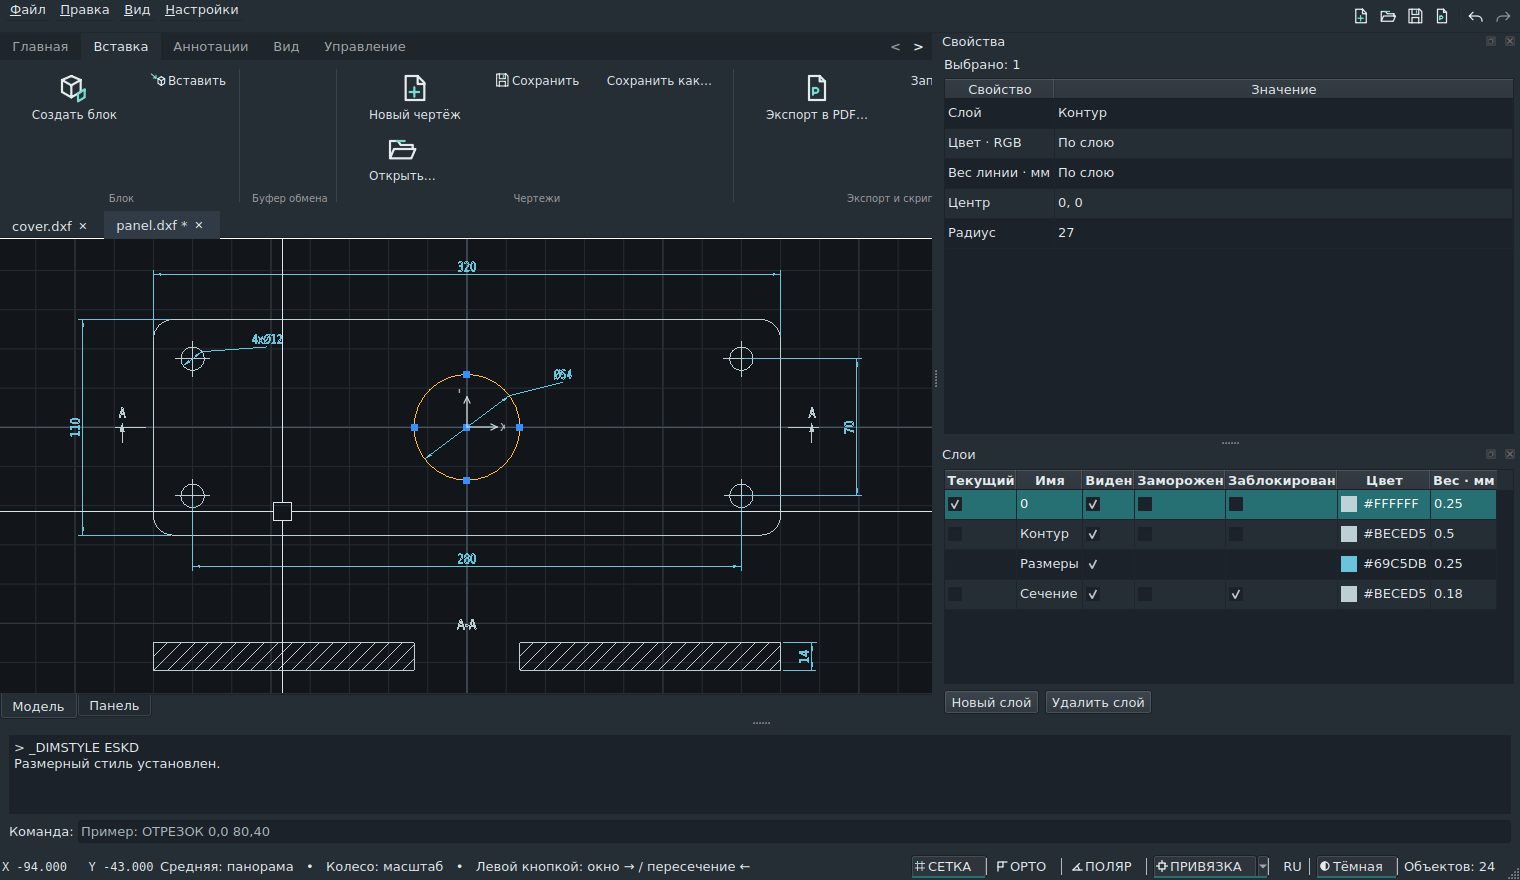 Файл Правка Вид Настройки
Главная Вставка Аннотации Вид Управление < >
Создать блок
Вставить
Блок
Буфер обмена
Новый чертёж
Сохранить
Сохранить как...
Открыть...
Чертежи
Экспорт в PDF...
Зап
Экспорт и скрип
cover.dxf ×
panel.dxf * ×
320
4xØ12
Ø54
110
A
A
70
X
280
A-A
14
Модель Панель
Свойства
Выбрано: 1
Свойство Значение
Слой Контур
Цвет · RGB По слою
Вес линии · мм По слою
Центр 0, 0
Радиус 27
Слои
Текущий Имя Виден Заморожен Заблокирован Цвет Вес · мм
0 #FFFFFF 0.25
Контур #BECED5 0.5
Размеры #69C5DB 0.25
Сечение #BECED5 0.18
Новый слой Удалить слой
> _DIMSTYLE ESKD
Размерный стиль установлен.
Команда: Пример: ОТРЕЗОК 0,0 80,40
X -94.000 Y -43.000 Средняя: панорама • Колесо: масштаб • Левой кнопкой: окно → / пересечение ← СЕТКА ОРТО ПОЛЯР ПРИВЯЗКА RU Тёмная Объектов: 24